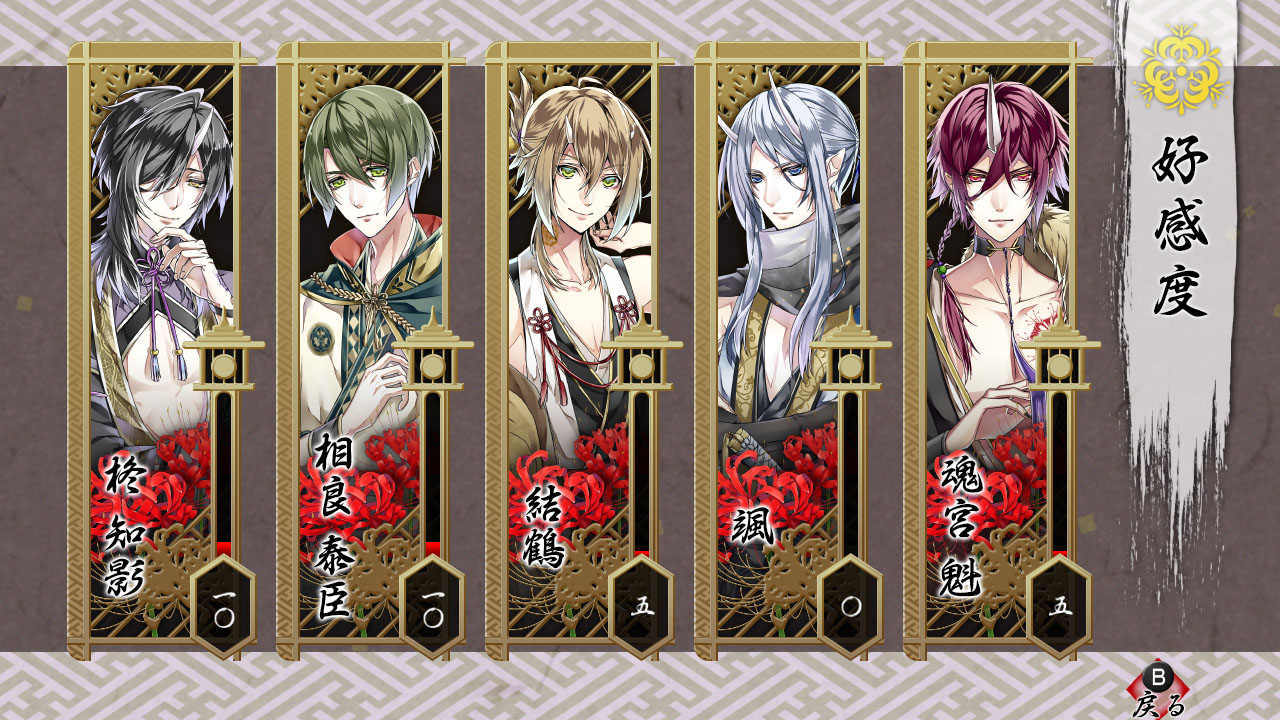 好感度
魂宮 魁
五
颯
〇
結鶴
五
相良 泰臣
一〇
柊 知影
一〇
B
戻る